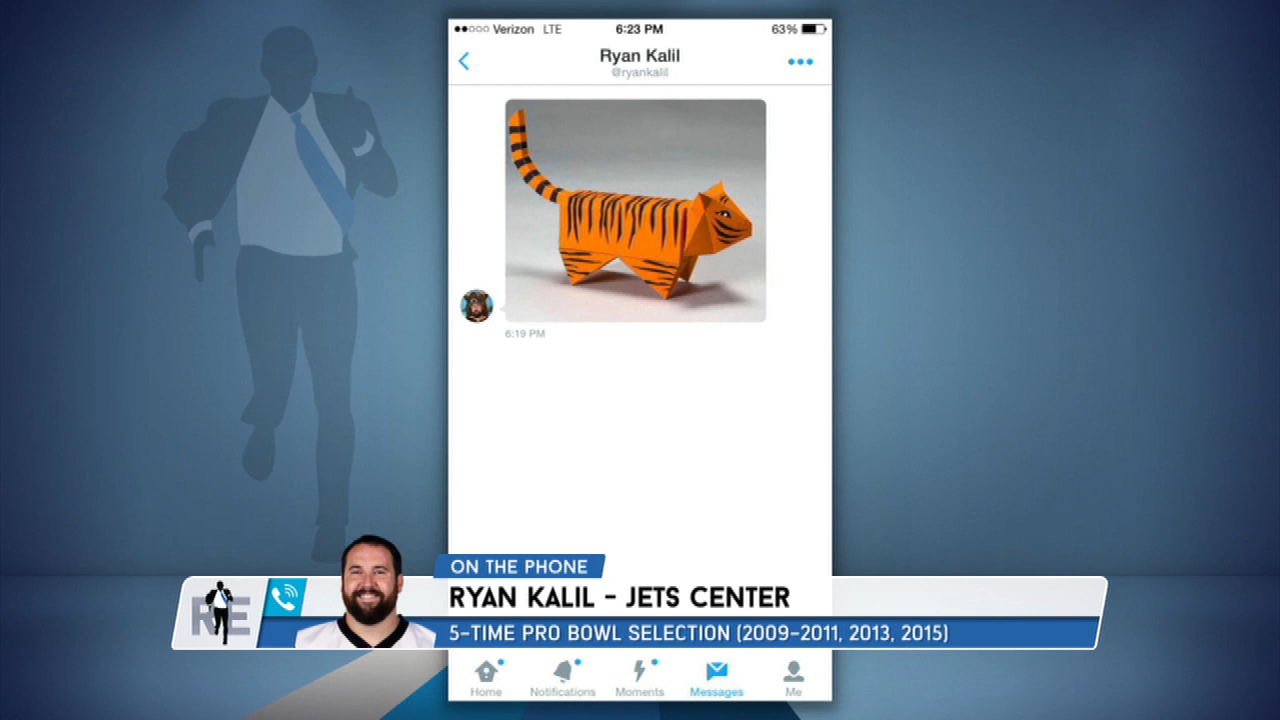 Verizon LTE 6:23 PM 63%
Ryan Kalil
@ryankalil
6:19 PM
ON THE PHONE
RYAN KALIL - JETS CENTER
RE
5-TIME PRO BOWL SELECTION (2009-2011, 2013, 2015)
Home Notifications Moments Messages Me